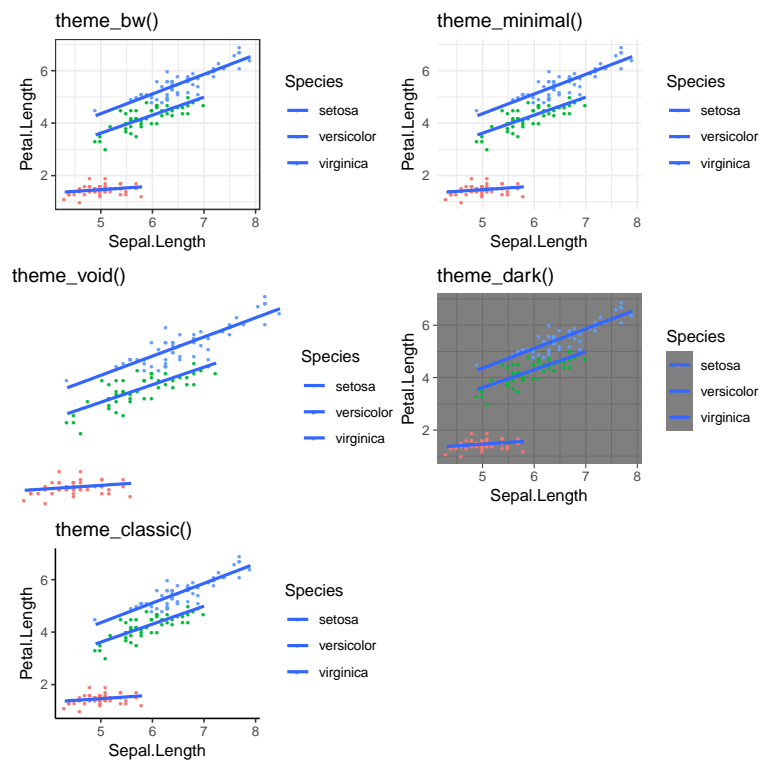 theme_bw()
Petal.Length
6
4
2
5
6
7
8
Sepal.Length
Species
setosa
versicolor
virginica
theme_minimal()
Petal.Length
6
4
2
5
6
7
8
Sepal.Length
Species
setosa
versicolor
virginica
theme_void()
Species
setosa
versicolor
virginica
theme_dark()
Petal.Length
6
4
2
5
6
7
8
Sepal.Length
Species
setosa
versicolor
virginica
theme_classic()
Petal.Length
6
4
2
5
6
7
8
Sepal.Length
Species
setosa
versicolor
virginica